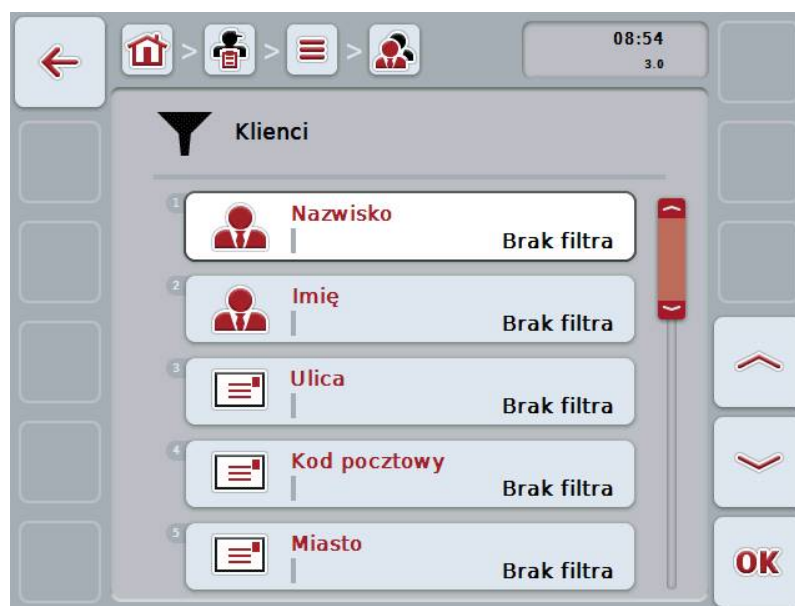 > > >
08:54
3.0
Klienci
1
Nazwisko
Brak filtra
2
Imię
Brak filtra
3
Ulica
Brak filtra
4
Kod pocztowy
Brak filtra
5
Miasto
Brak filtra
OK